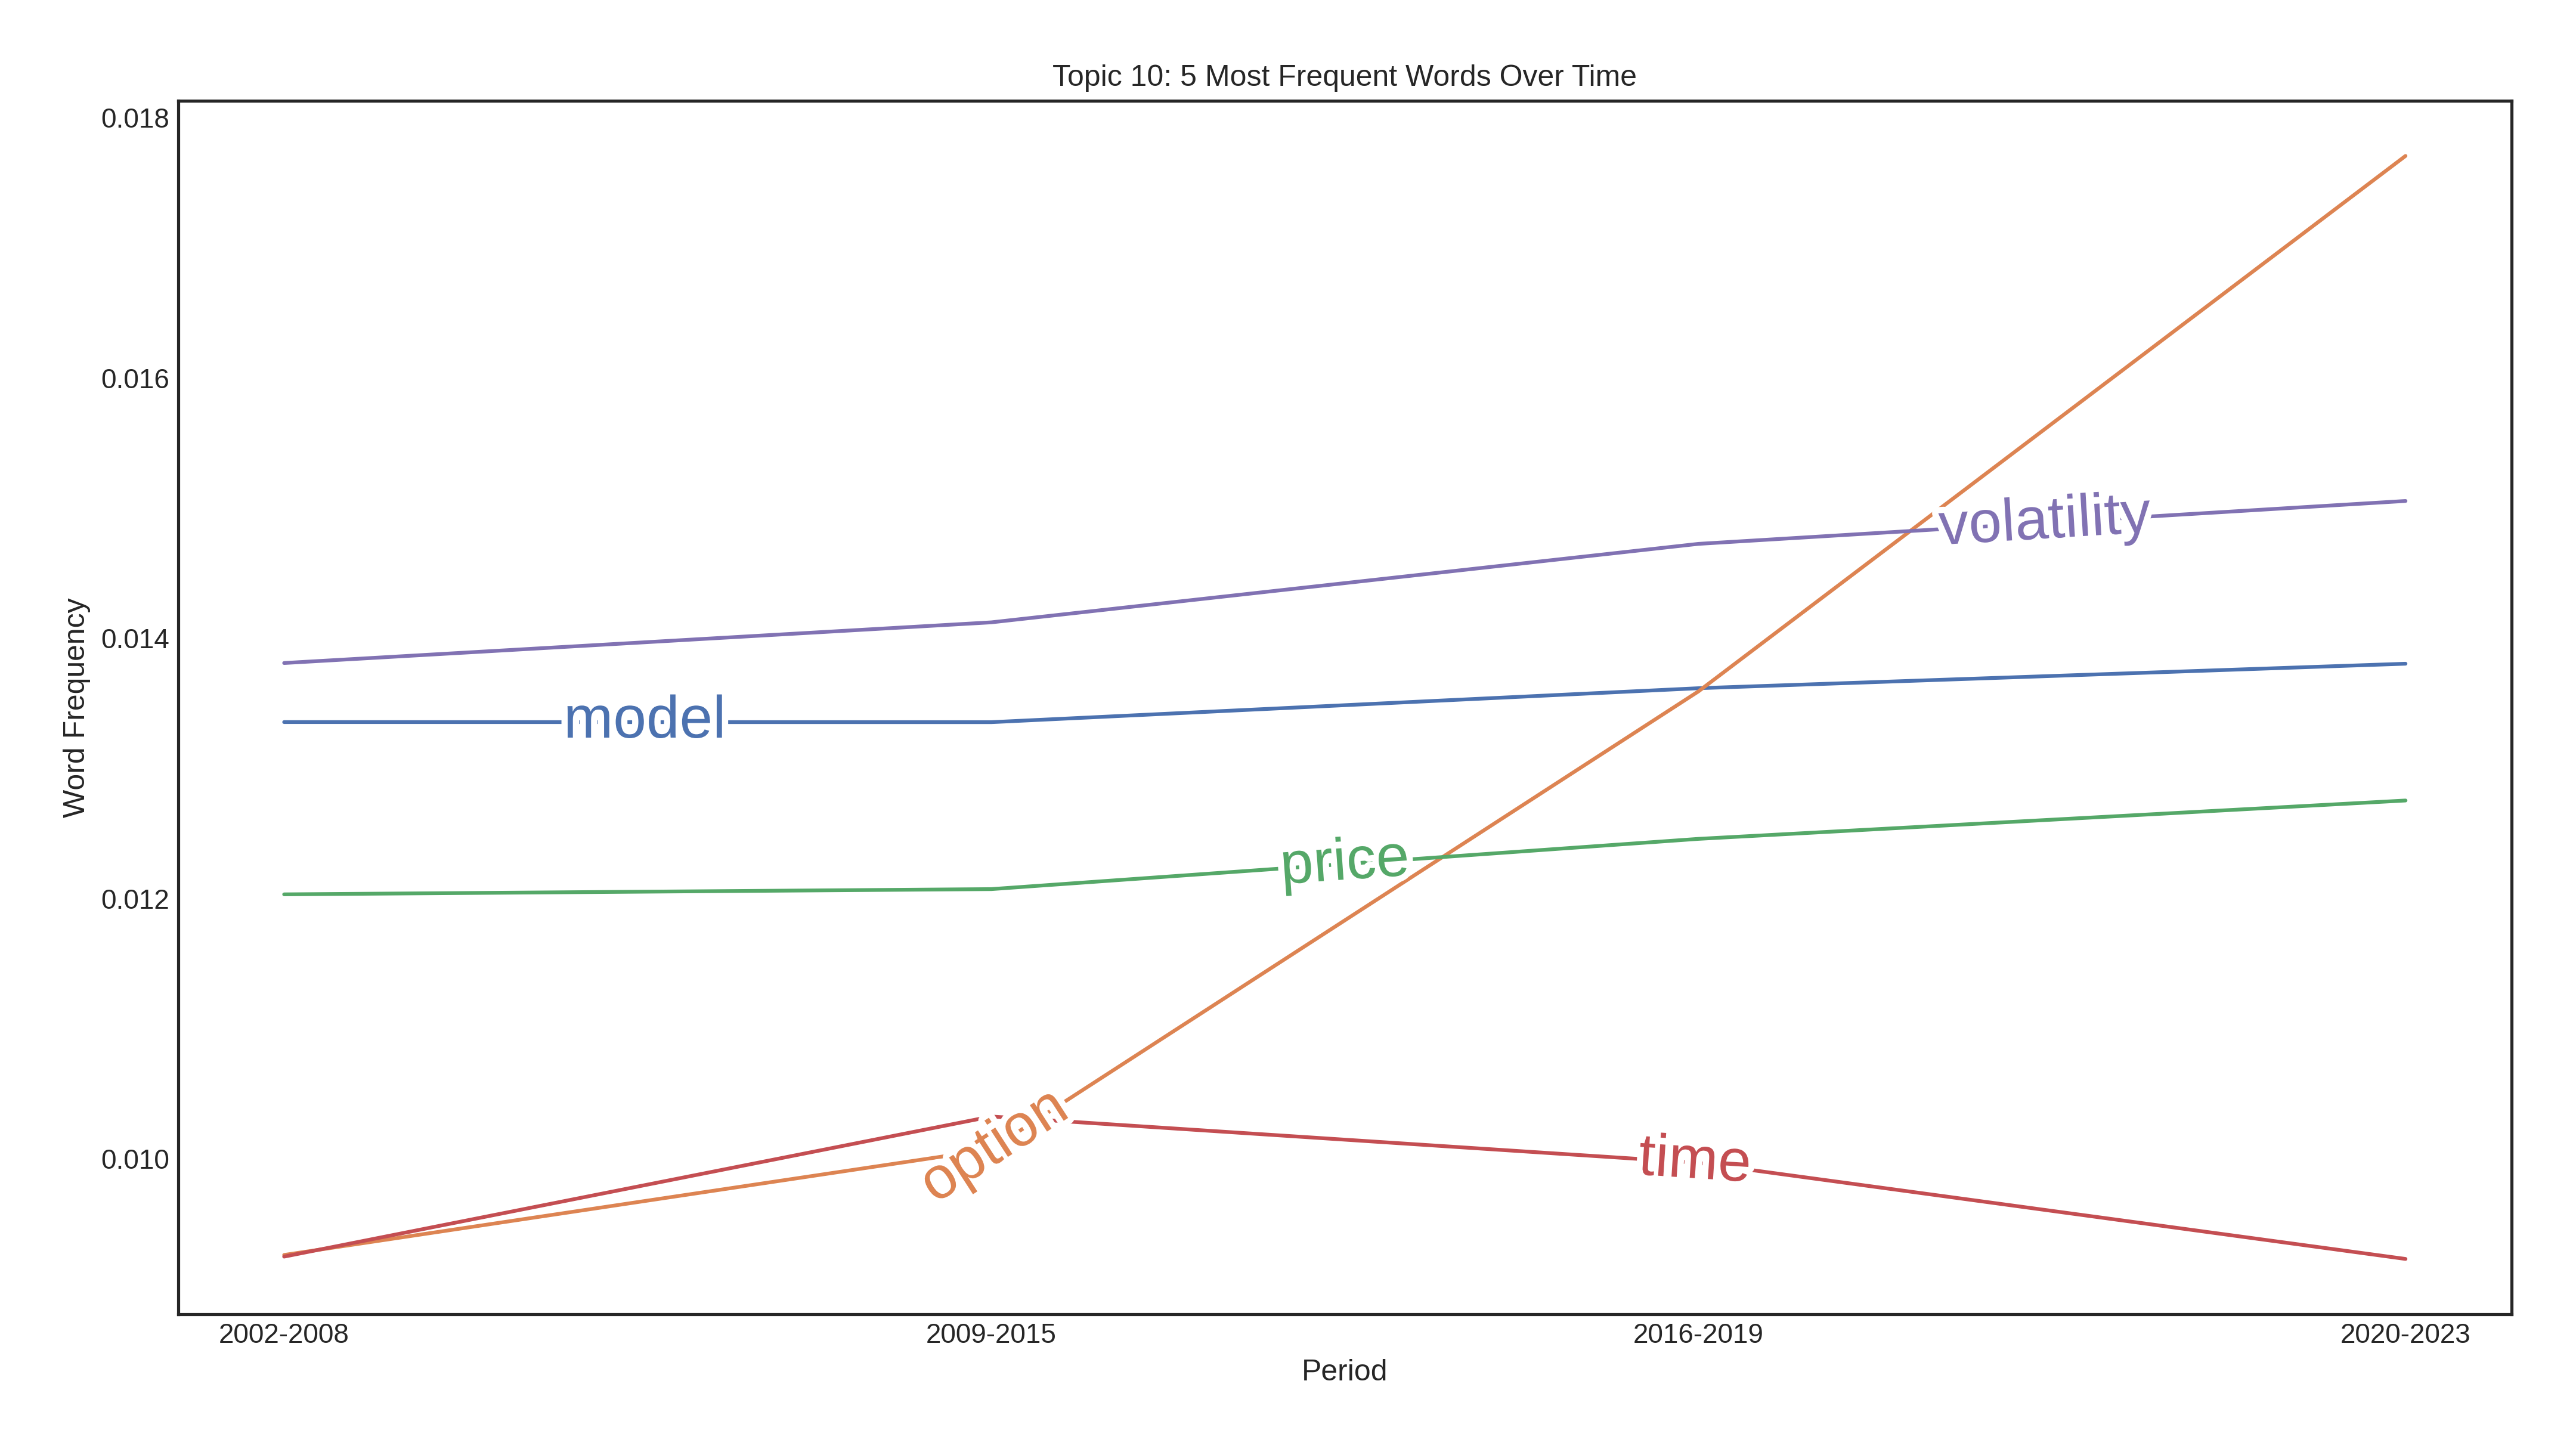 Topic 10: 5 Most Frequent Words Over Time
0.018
0.016
0.014
0.012
0.010
Word Frequency
volatility
model
price
option
time
2002-2008
2009-2015
2016-2019
2020-2023
Period